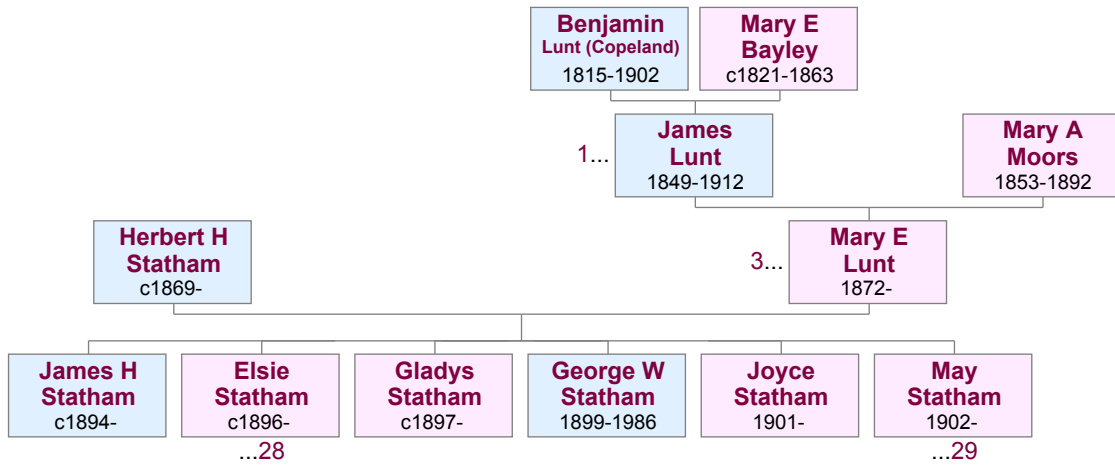 Benjamin
Lunt (Copeland)
1815-1902
Mary E
Bayley
c1821-1863
1...
James
Lunt
1849-1912
Mary A
Moors
1853-1892
Herbert H
Statham
c1869-
3...
Mary E
Lunt
1872-
James H
Statham
c1894-
Elsie
Statham
c1896-
...28
Gladys
Statham
c1897-
George W
Statham
1899-1986
Joyce
Statham
1901-
May
Statham
1902-
...29